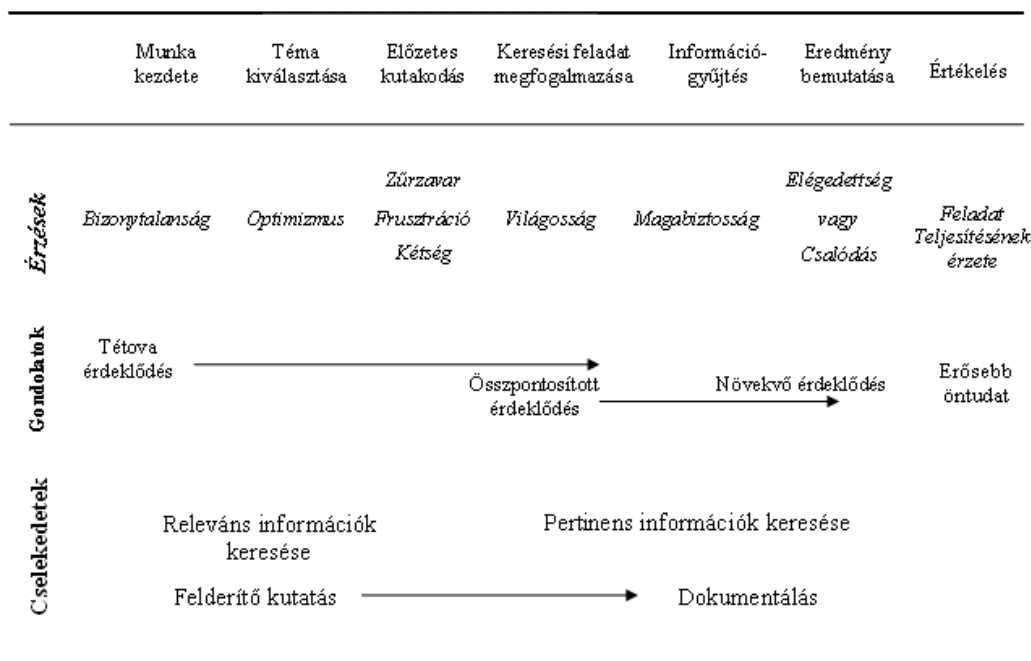 Munka
kezdete
Téma
kiválasztása
Előzetes
kutakodás
Keresési feladat
megfogalmazása
Információ-
gyűjtés
Eredmény
bemutatása
Értékelés
Érzések
Bizonytalanság
Optimizmus
Zűrzavar
Frusztráció
Kétség
Világosság
Magabiztosság
Elégedettség
vagy
Csalódás
Feladat
Teljesítésének
érzete
Gondolatok
Tétova
érdeklődés
Összpontosított
érdeklődés
Növekvő érdeklődés
Erősebb
öntudat
Cselekedetek
Releváns információk
keresése
Pertinens információk keresése
Felderítő kutatás
Dokumentálás